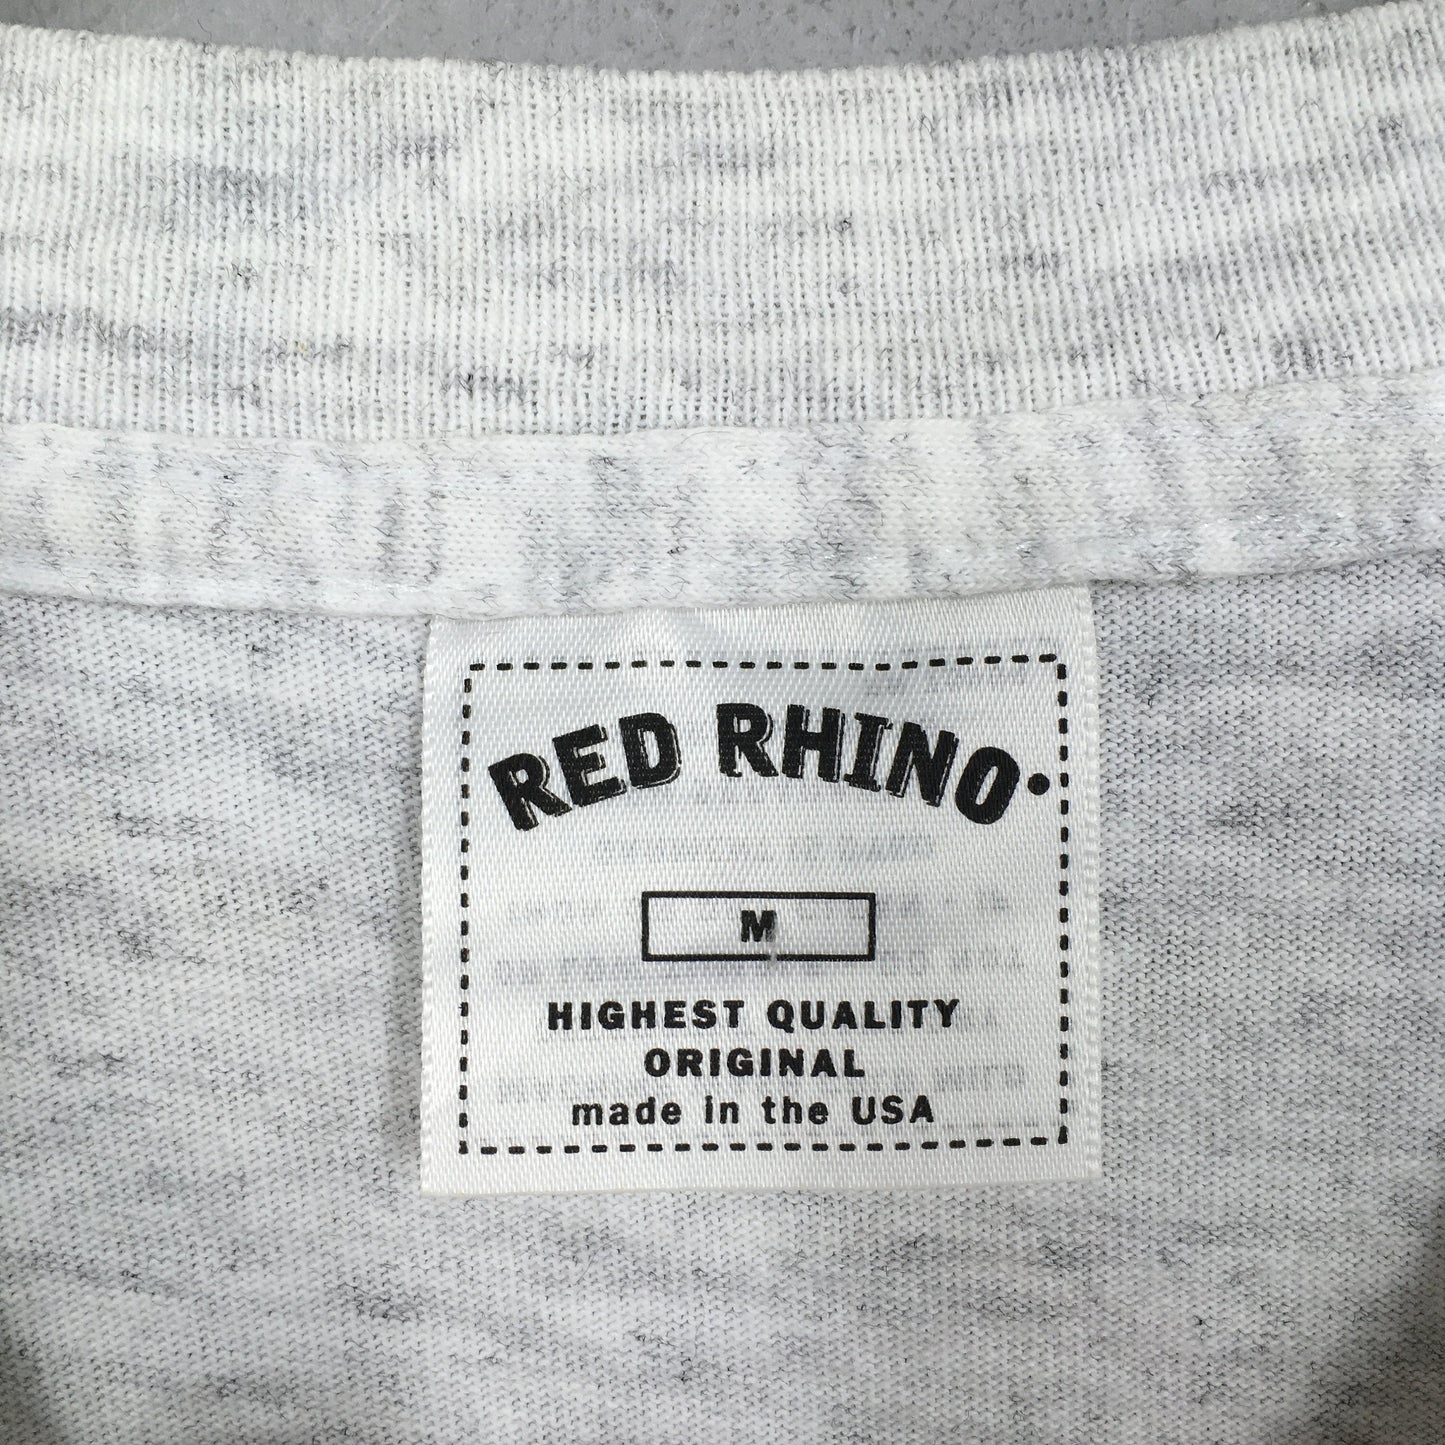 RED RHINO.
M
HIGHEST QUALITY
ORIGINAL
made in the USA